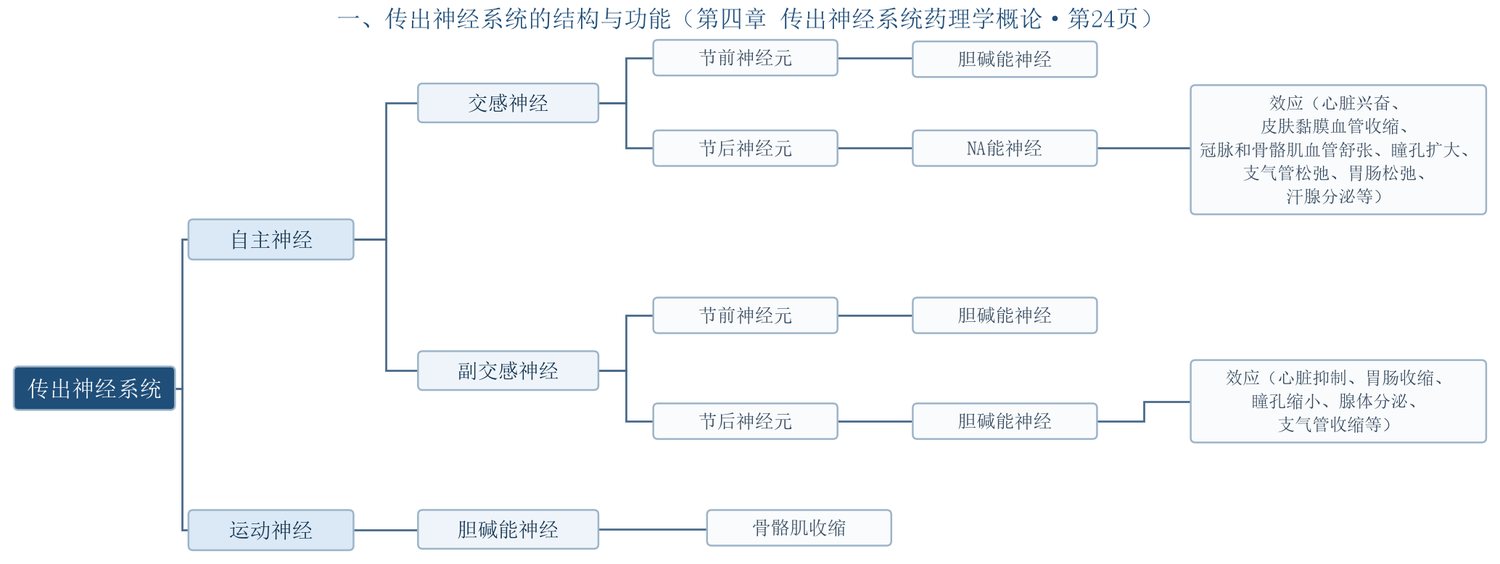 一、传出神经系统的结构与功能（第四章 传出神经系统药理学概论·第24页）
传出神经系统
自主神经
交感神经
节前神经元
胆碱能神经
节后神经元
NA能神经
效应（心脏兴奋、
皮肤黏膜血管收缩、
冠脉和骨骼肌血管舒张、瞳孔扩大、
支气管松弛、胃肠松弛、
汗腺分泌等）
副交感神经
节前神经元
胆碱能神经
节后神经元
胆碱能神经
效应（心脏抑制、胃肠收缩、
瞳孔缩小、腺体分泌、
支气管收缩等）
运动神经
胆碱能神经
骨骼肌收缩